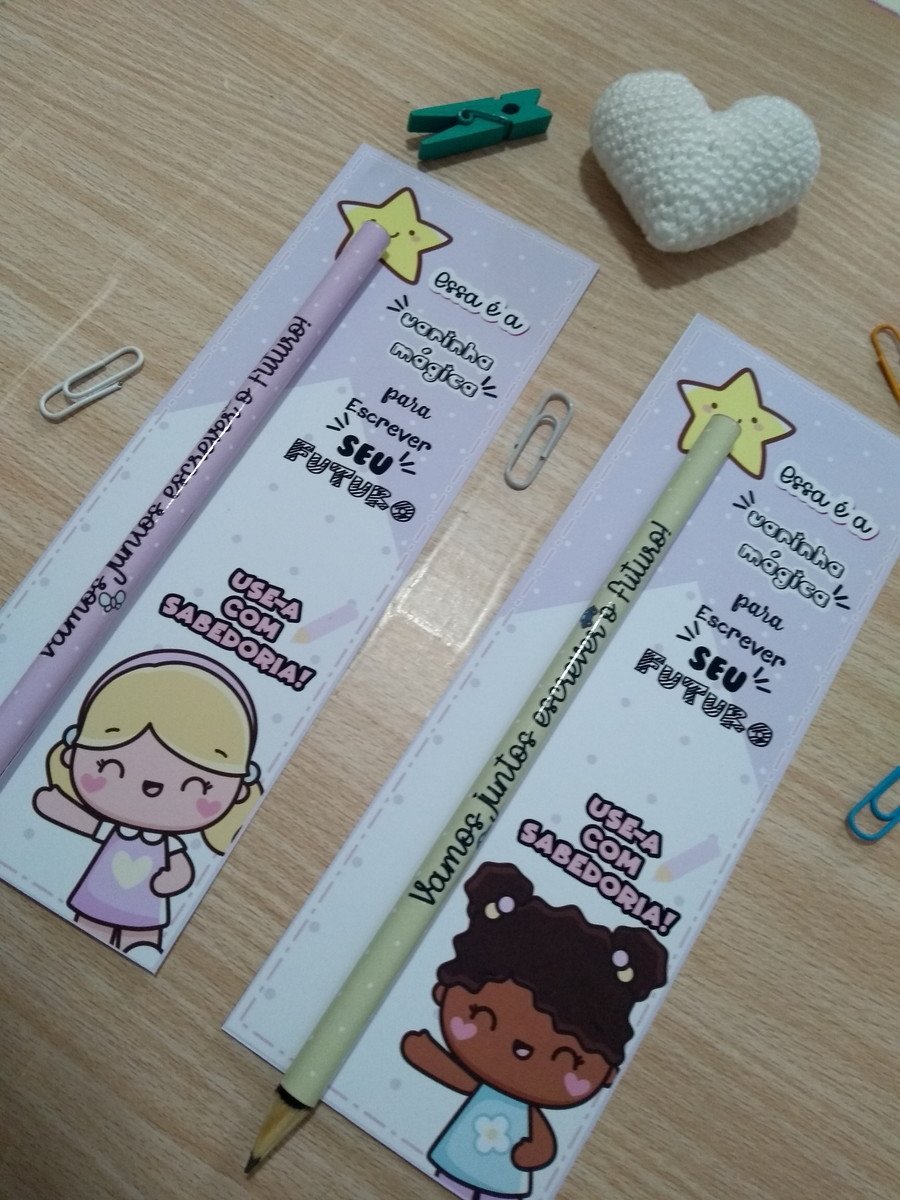 Vamos juntos escrever o futuro!
Essa é a
varinha
mágica
para
Escrever
SEU
FUTURO
USE-A
COM
SABEDORIA!
Vamos juntos escrever o futuro!
Essa é a
varinha
mágica
para
Escrever
SEU
FUTURO
USE-A
COM
SABEDORIA!